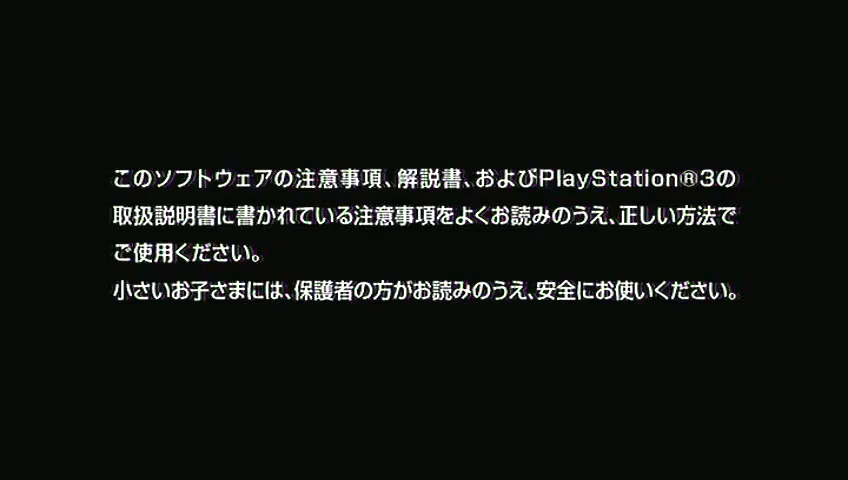 このソフトウェアの注意事項、解説書、およびPlayStation®3の
取扱説明書に書かれている注意事項をよくお読みのうえ、正しい方法で
ご使用ください。
小さいお子さまには、保護者の方がお読みのうえ、安全にお使いください。